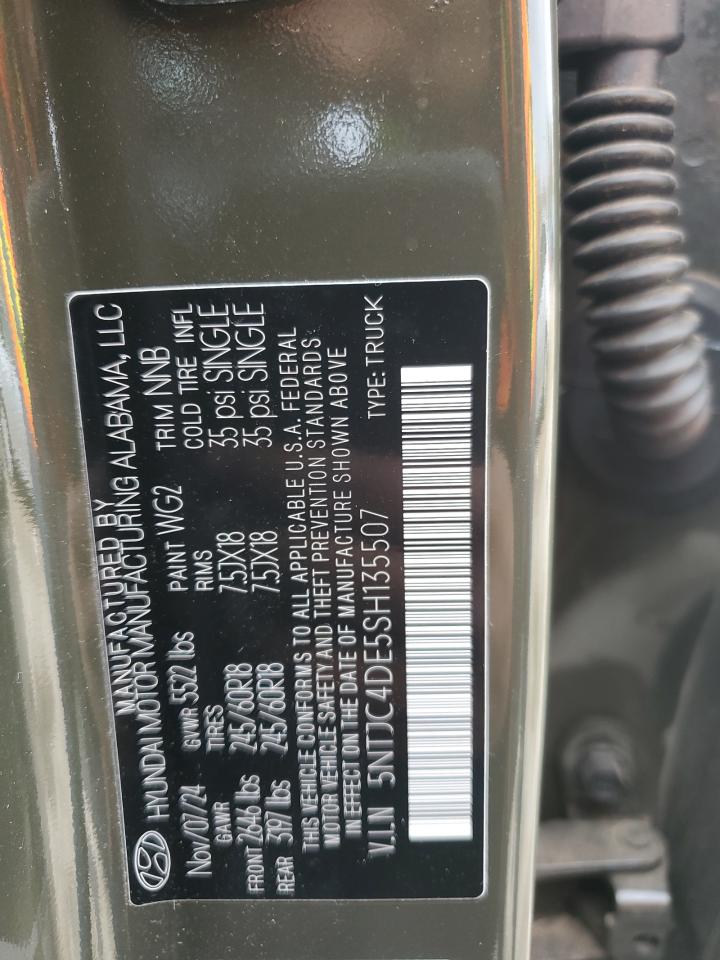 MANUFACTURED BY
HYUNDAI MOTOR MANUFACTURING ALABAMA, LLC
Nov/07/24 GVWR 5522 lbs PAINT WG2 TRIM NNB
GAWR TIRES RIMS COLD TIRE INFL
FRONT 2646 lbs 245/60R18 7.5JX18 35 psi SINGLE
REAR 3197 lbs 245/60R18 7.5JX18 35 psi SINGLE
THIS VEHICLE CONFORMS TO ALL APPLICABLE U.S.A. FEDERAL
MOTOR VEHICLE SAFETY AND THEFT PREVENTION STANDARDS
IN EFFECT ON THE DATE OF MANUFACTURE SHOWN ABOVE
V.I.N 5NTJC4DE5SH135507 TYPE: TRUCK